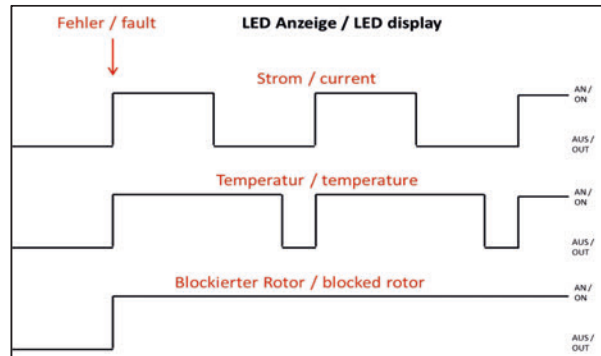 Fehler / fault
LED Anzeige / LED display
Strom / current
AN /
ON
AUS /
OUT
Temperatur / temperature
AN /
ON
AUS /
OUT
Blockierter Rotor / blocked rotor
AN /
ON
AUS /
OUT